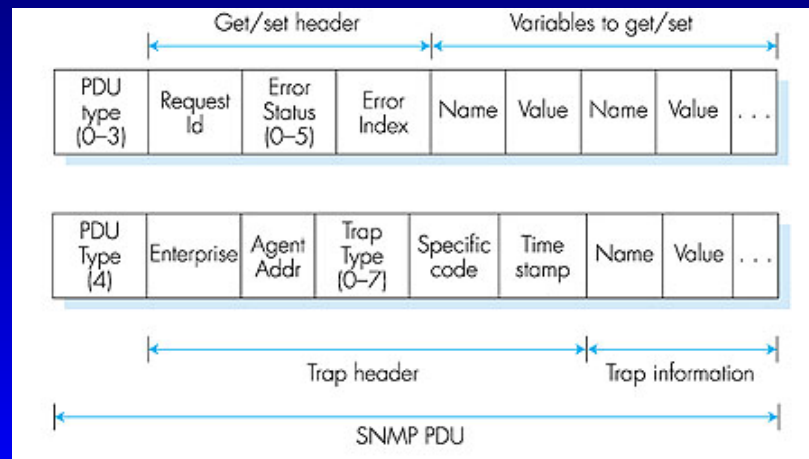 Get/set header Variables to get/set
PDU type (0–3) Request Id Error Status (0–5) Error Index Name Value Name Value . . .
PDU Type (4) Enterprise Agent Addr Trap Type (0–7) Specific code Time stamp Name Value . . .
Trap header Trap information
SNMP PDU